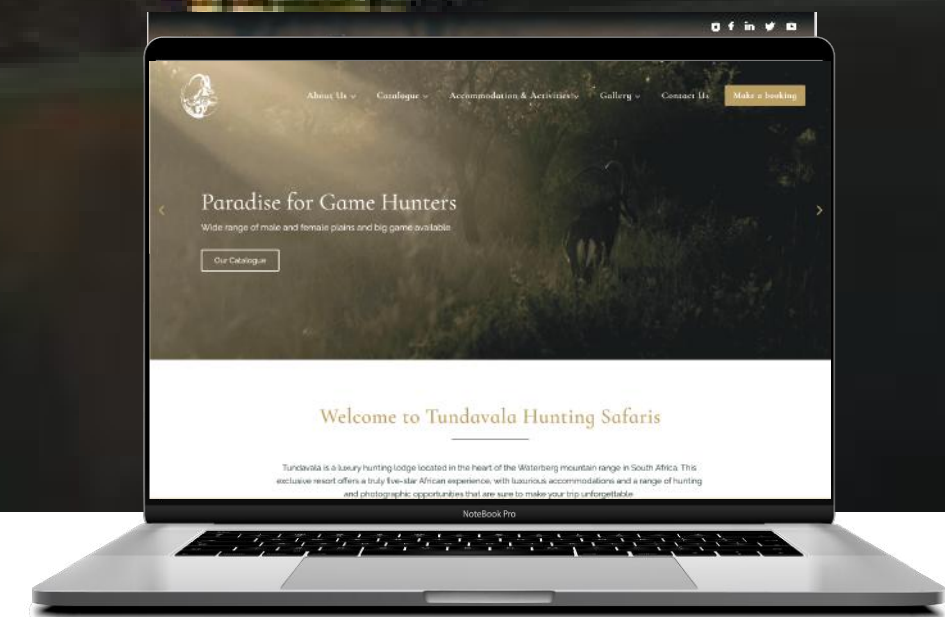 About Us
Catalogue
Accommodation & Activities
Gallery
Contact Us
Make a booking
Paradise for Game Hunters
Wide range of male and female plains and big game available
Our Catalogue
Welcome to Tundavala Hunting Safaris
Tundavala is a luxury hunting lodge located in the heart of the Waterberg mountain range in South Africa. This
exclusive resort offers a truly five-star African experience, with luxurious accommodations and a range of hunting
and photographic opportunities that are sure to make your trip unforgettable
NoteBook Pro